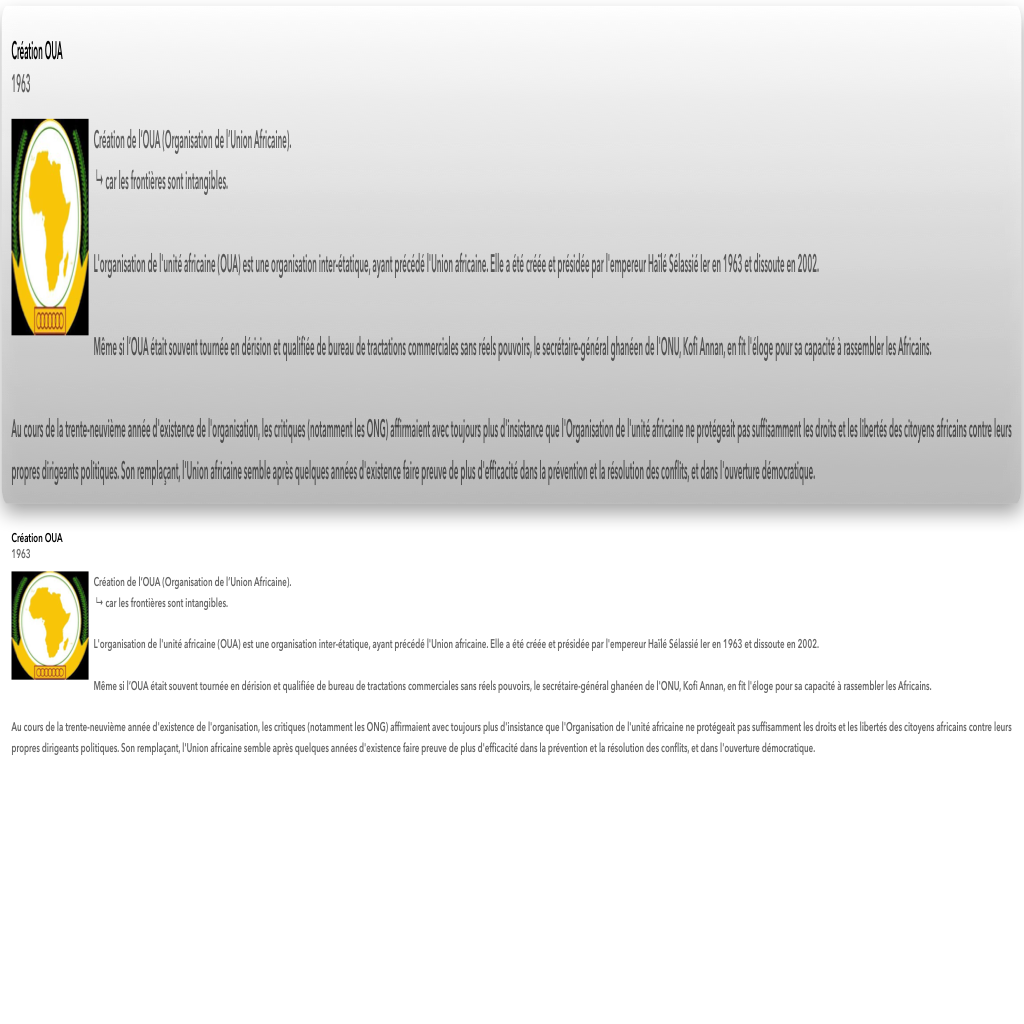 Création OUA
1963
Création de l'OUA (Organisation de l'Union Africaine).
↳ car les frontières sont intangibles.
L'organisation de l'unité africaine (OUA) est une organisation inter-étatique, ayant précédé l'Union africaine. Elle a été créée et présidée par l'empereur Haïlé Sélassié Ier en 1963 et dissoute en 2002.
Même si l'OUA était souvent tournée en dérision et qualifiée de bureau de tractations commerciales sans réels pouvoirs, le secrétaire-général ghanéen de l'ONU, Kofi Annan, en fit l'éloge pour sa capacité à rassembler les Africains.
Au cours de la trente-neuvième année d'existence de l'organisation, les critiques (notamment les ONG) affirmaient avec toujours plus d'insistance que l'Organisation de l'unité africaine ne protégeait pas suffisamment les droits et les libertés des citoyens africains contre leurs
propres dirigeants politiques. Son remplaçant, l'Union africaine semble après quelques années d'existence faire preuve de plus d'efficacité dans la prévention et la résolution des conflits, et dans l'ouverture démocratique.
Création OUA
1963
Création de l'OUA (Organisation de l'Union Africaine).
↳ car les frontières sont intangibles.
L'organisation de l'unité africaine (OUA) est une organisation inter-étatique, ayant précédé l'Union africaine. Elle a été créée et présidée par l'empereur Haïlé Sélassié Ier en 1963 et dissoute en 2002.
Même si l'OUA était souvent tournée en dérision et qualifiée de bureau de tractations commerciales sans réels pouvoirs, le secrétaire-général ghanéen de l'ONU, Kofi Annan, en fit l'éloge pour sa capacité à rassembler les Africains.
Au cours de la trente-neuvième année d'existence de l'organisation, les critiques (notamment les ONG) affirmaient avec toujours plus d'insistance que l'Organisation de l'unité africaine ne protégeait pas suffisamment les droits et les libertés des citoyens africains contre leurs
propres dirigeants politiques. Son remplaçant, l'Union africaine semble après quelques années d'existence faire preuve de plus d'efficacité dans la prévention et la résolution des conflits, et dans l'ouverture démocratique.